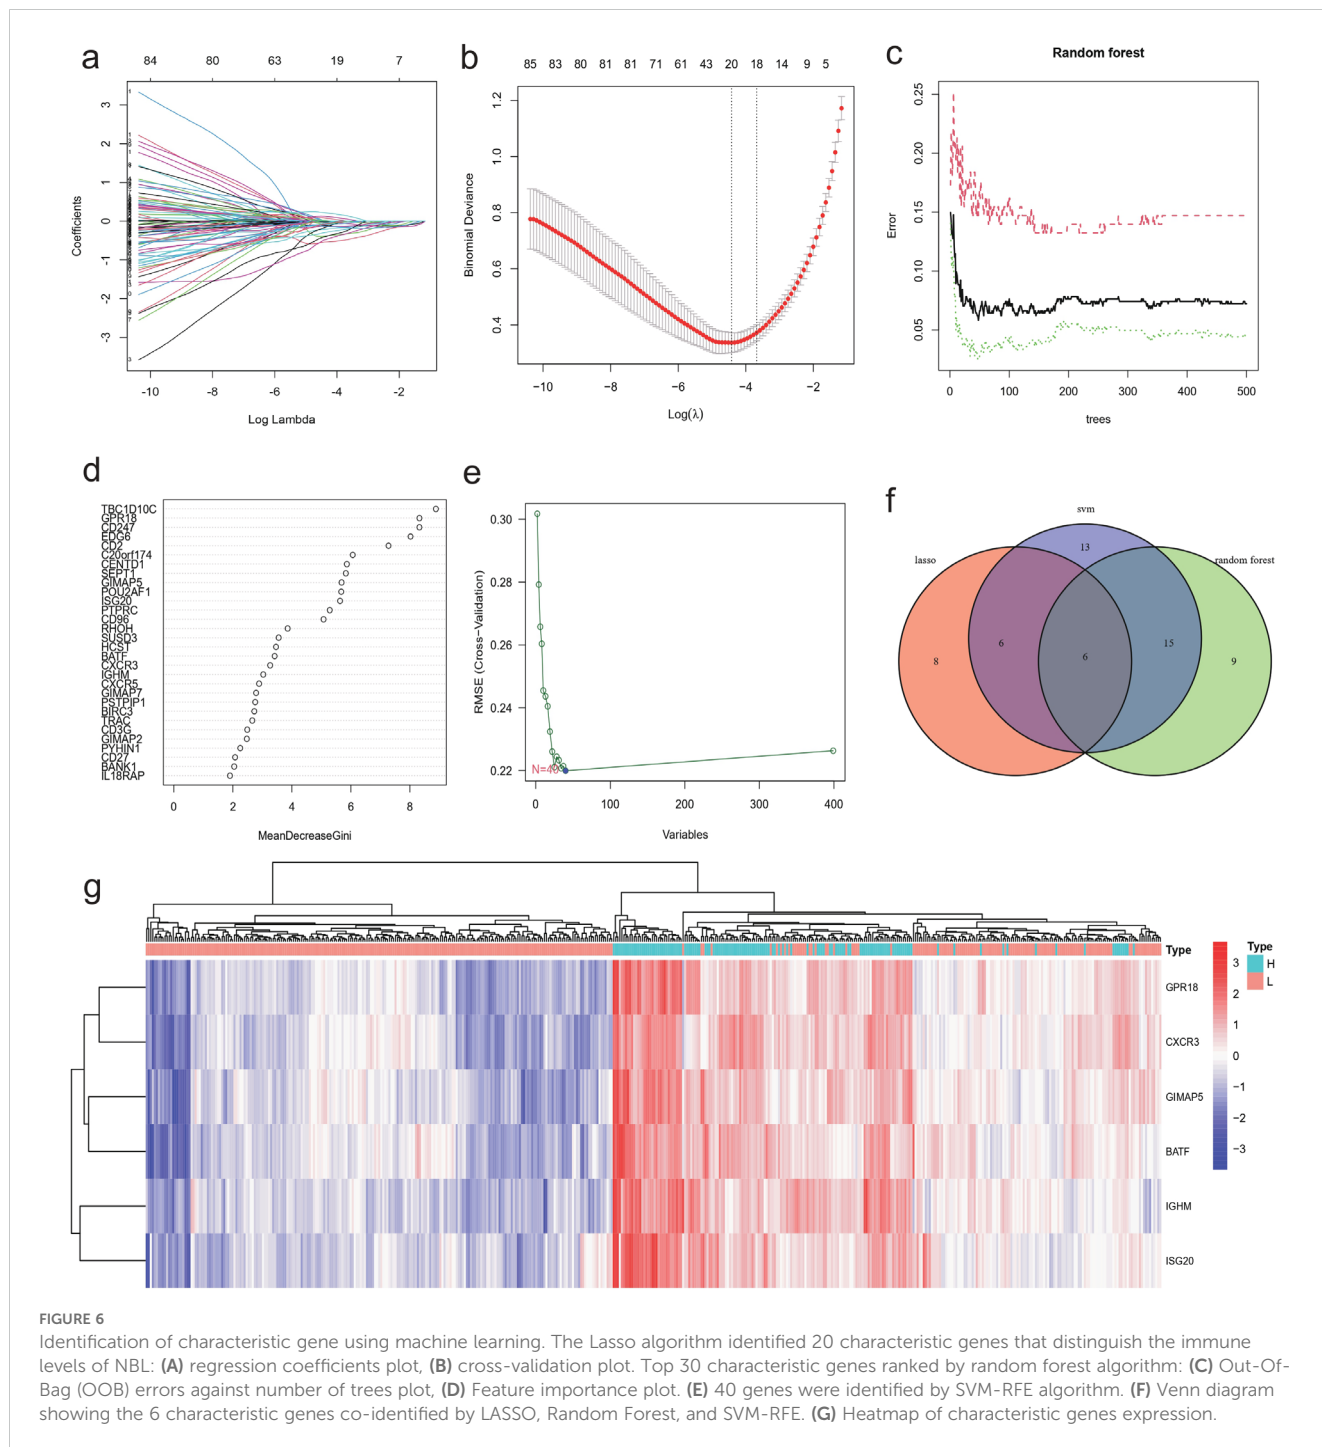 a
84 80 63 19 7
3
2
1
0
-1
-2
-3
Coefficients
-10 -8 -6 -4 -2
Log Lambda
b
85 83 80 81 81 71 61 43 20 18 14 9 5
1.2
1.0
0.8
0.6
0.4
Binomial Deviance
−10 −8 −6 −4 −2
Log(λ)
c
Random forest
0.25
0.20
0.15
0.10
0.05
Error
0 100 200 300 400 500
trees
d
TBC1D10C
GPR18
CD247
EDG6
CD2
C20orf174
CENTD1
SEPT1
GIMAP5
POU2AF1
ISG20
PTPRC
CD96
RHOH
SUSD3
HCST
BATF
CXCR3
IGHM
CXCR5
GIMAP7
PSTPIP1
BIRC3
TRAC
CD3G
GIMAP2
PYHIN1
CD27
BANK1
IL18RAP
0 2 4 6 8
MeanDecreaseGini
e
0.30
0.28
0.26
0.24
0.22
RMSE (Cross−Validation)
N=40
0 100 200 300 400
Variables
f
svm
lasso
random forest
13
6
15
8
6
9
g
Type
GPR18
CXCR3
GIMAP5
BATF
IGHM
ISG20
3
2
1
0
−1
−2
−3
Type
H
L
FIGURE 6
Identification of characteristic gene using machine learning. The Lasso algorithm identified 20 characteristic genes that distinguish the immune
levels of NBL: (A) regression coefficients plot, (B) cross-validation plot. Top 30 characteristic genes ranked by random forest algorithm: (C) Out-Of-
Bag (OOB) errors against number of trees plot, (D) Feature importance plot. (E) 40 genes were identified by SVM-RFE algorithm. (F) Venn diagram
showing the 6 characteristic genes co-identified by LASSO, Random Forest, and SVM-RFE. (G) Heatmap of characteristic genes expression.